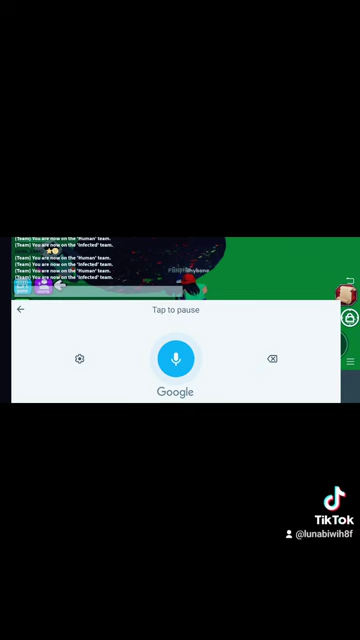 (Team) You are now on the 'Human' team.
(Team) You are now on the 'Infected' team.
(Team) You are now on the 'Human' team.
(Team) You are now on the 'Infected' team.
(Team) You are now on the 'Human' team.
(Team) You are now on the 'Infected' team.
Tap to pause
Google
TikTok
@lunabiwih8f